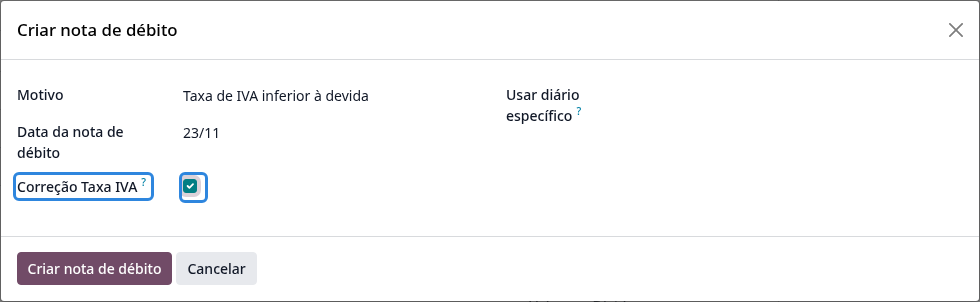 Criar nota de débito
Motivo
Taxa de IVA inferior à devida
Usar diário
específico ?
Data da nota de
débito
23/11
Correção Taxa IVA ?
Criar nota de débito
Cancelar